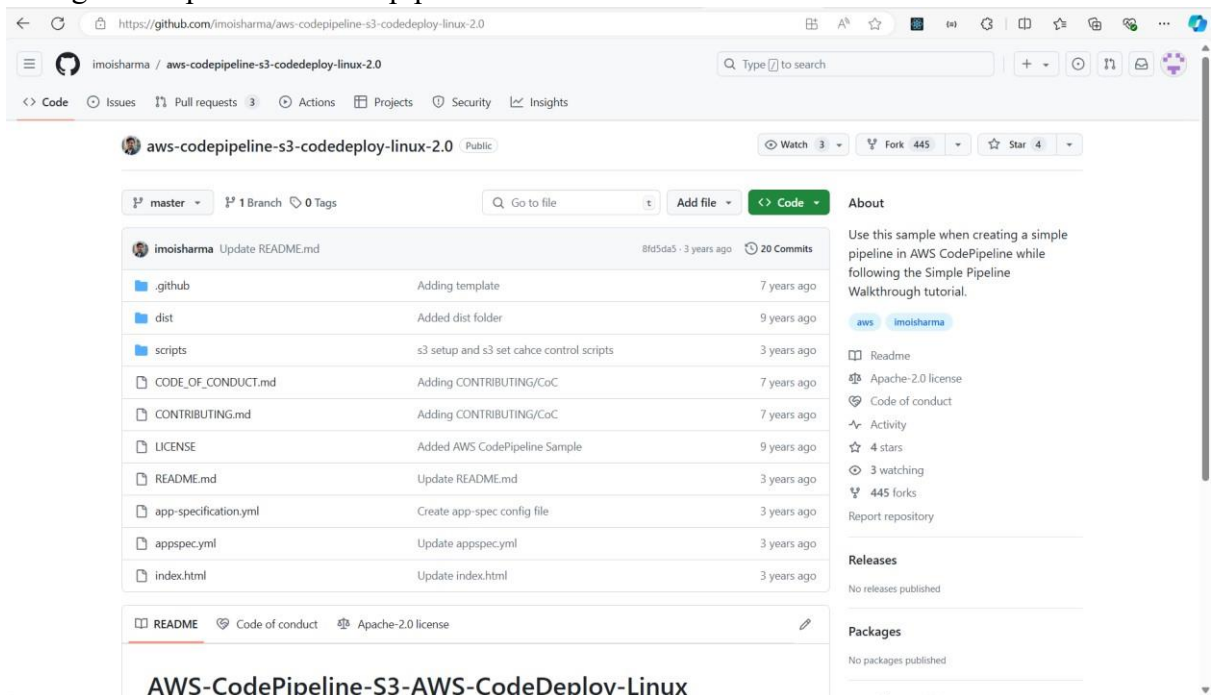 https://github.com/imoisharma/aws-codepipeline-s3-codedeploy-linux-2.0
imoisharma / aws-codepipeline-s3-codedeploy-linux-2.0
Type / to search
Code Issues Pull requests 3 Actions Projects Security Insights
aws-codepipeline-s3-codedeploy-linux-2.0 Public
Watch 3 Fork 445 Star 4
master 1 Branch 0 Tags Go to file t Add file Code
imoisharma Update README.md 8fd5da5 · 3 years ago 20 Commits
.github Adding template 7 years ago
dist Added dist folder 9 years ago
scripts s3 setup and s3 set cahce control scripts 3 years ago
CODE_OF_CONDUCT.md Adding CONTRIBUTING/CoC 7 years ago
CONTRIBUTING.md Adding CONTRIBUTING/CoC 7 years ago
LICENSE Added AWS CodePipeline Sample 9 years ago
README.md Update README.md 3 years ago
app-specification.yml Create app-spec config file 3 years ago
appspec.yml Update appspec.yml 3 years ago
index.html Update index.html 3 years ago
README Code of conduct Apache-2.0 license
AWS-CodePipeline-S3-AWS-CodeDeploy-Linux
About
Use this sample when creating a simple
pipeline in AWS CodePipeline while
following the Simple Pipeline
Walkthrough tutorial.
aws imoisharma
Readme
Apache-2.0 license
Code of conduct
Activity
4 stars
3 watching
445 forks
Report repository
Releases
No releases published
Packages
No packages published